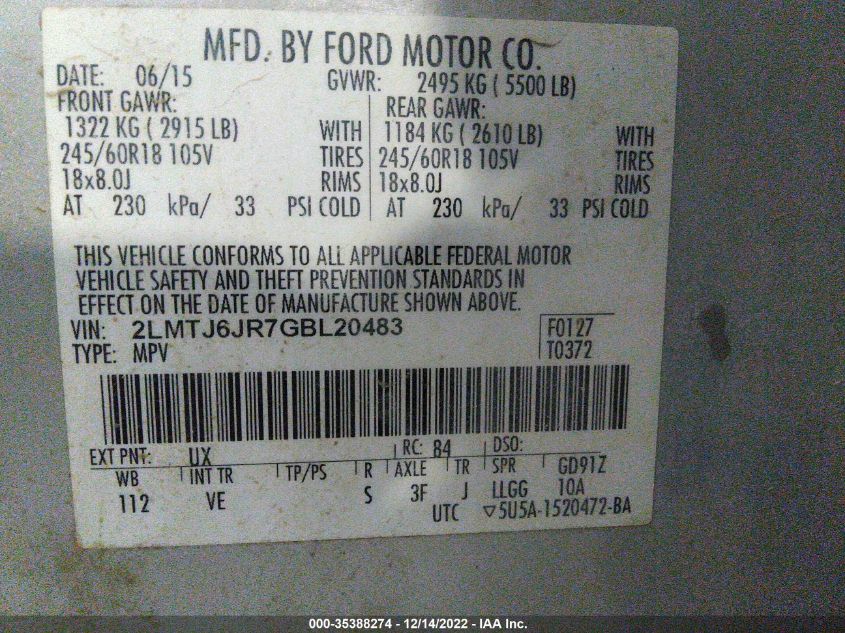 MFD. BY FORD MOTOR CO.
DATE: 06/15 GVWR: 2495 KG ( 5500 LB)
FRONT GAWR: REAR GAWR:
1322 KG ( 2915 LB) WITH 1184 KG ( 2610 LB) WITH
245/60R18 105V TIRES 245/60R18 105V TIRES
18x8.0J RIMS 18x8.0J RIMS
AT 230 kPa/ 33 PSI COLD AT 230 kPa/ 33 PSI COLD
THIS VEHICLE CONFORMS TO ALL APPLICABLE FEDERAL MOTOR
VEHICLE SAFETY AND THEFT PREVENTION STANDARDS IN
EFFECT ON THE DATE OF MANUFACTURE SHOWN ABOVE.
VIN: 2LMTJ6JR7GBL20483 F0127
TYPE: MPV T0372
EXT PNT: UX RC: 84 DSO:
WB INT TR TP/PS R AXLE TR SPR GD91Z
112 VE S 3F J LLGG 10A
UTC ▽5U5A-1520472-BA
000-35388274 - 12/14/2022 - IAA Inc.